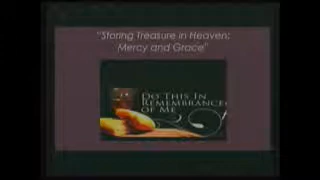 "Storing Treasure in Heaven:
Mercy and Grace"
Do This In
Remembrance
of Me